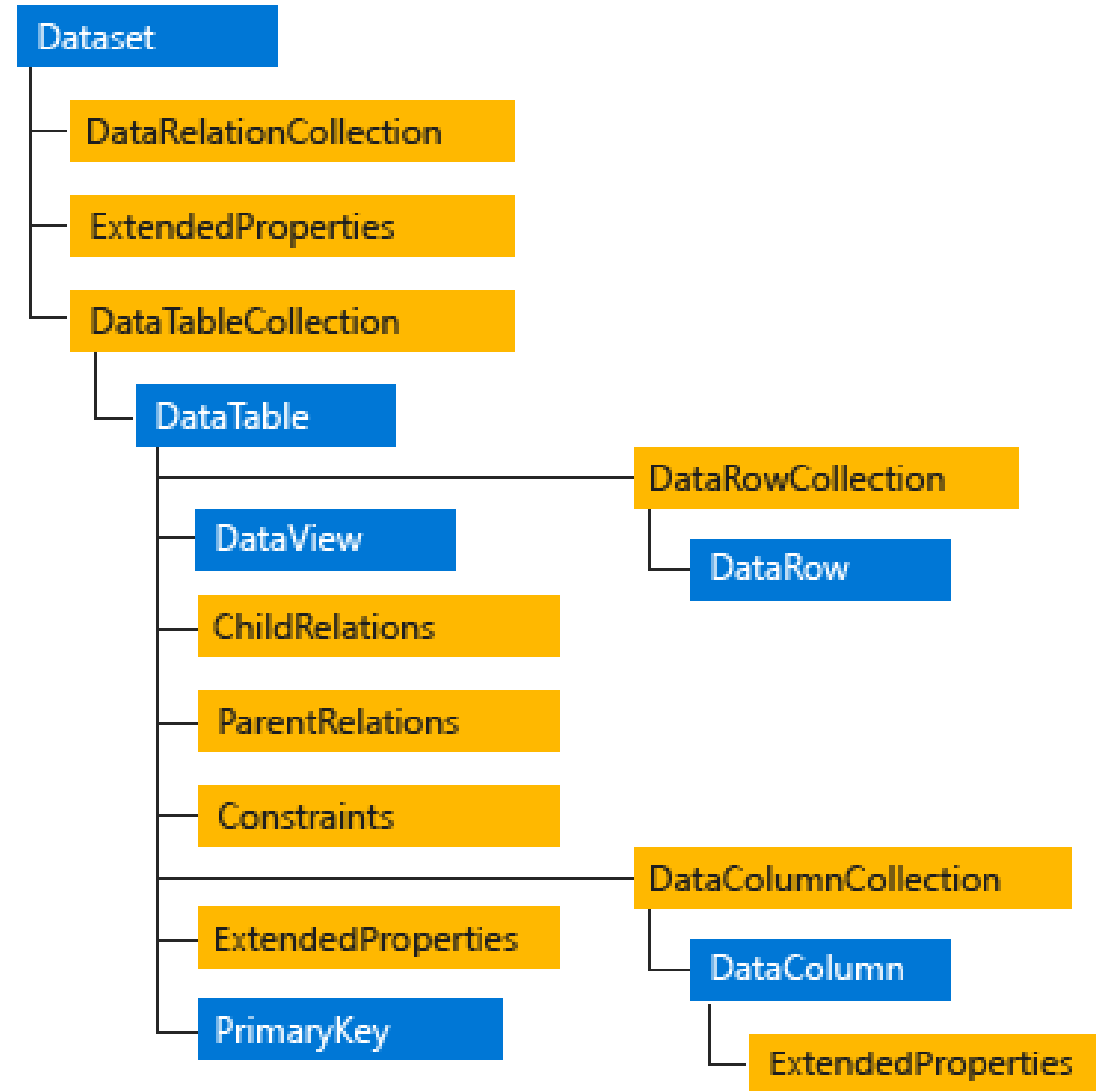 Dataset
DataRelationCollection
ExtendedProperties
DataTableCollection
DataTable
DataRowCollection
DataView
DataRow
ChildRelations
ParentRelations
Constraints
DataColumnCollection
ExtendedProperties
DataColumn
PrimaryKey
ExtendedProperties